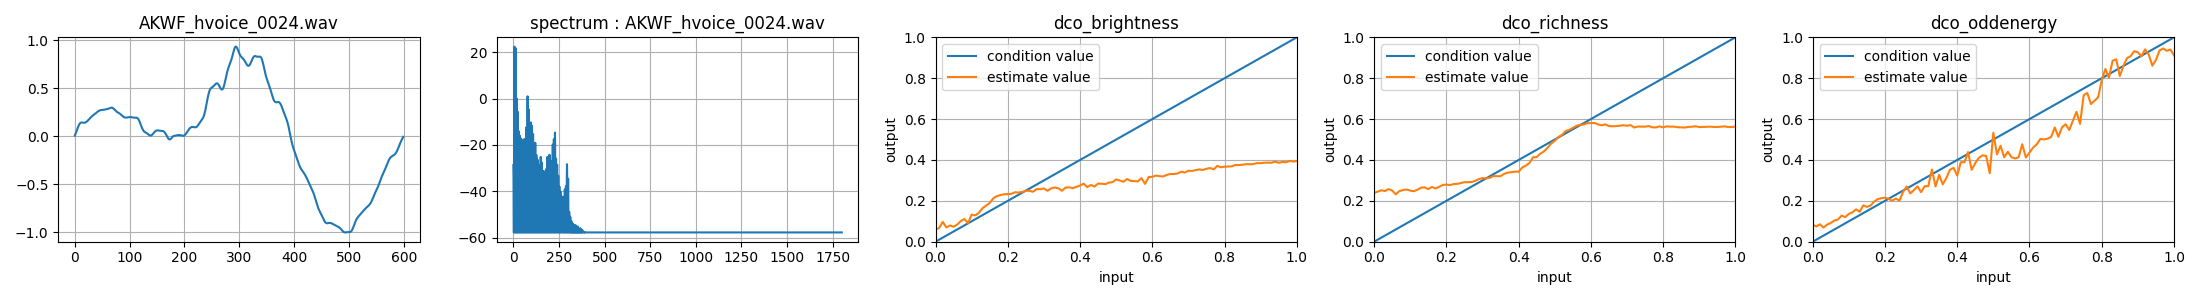 AKWF_hvoice_0024.wav
1.0
0.5
0.0
−0.5
−1.0
0 100 200 300 400 500 600
spectrum : AKWF_hvoice_0024.wav
20
0
−20
−40
−60
0 250 500 750 1000 1250 1500 1750
dco_brightness
condition value
estimate value
output
1.0
0.8
0.6
0.4
0.2
0.0
0.0 0.2 0.4 0.6 0.8 1.0
input
dco_richness
condition value
estimate value
output
1.0
0.8
0.6
0.4
0.2
0.0
0.0 0.2 0.4 0.6 0.8 1.0
input
dco_oddenergy
condition value
estimate value
output
1.0
0.8
0.6
0.4
0.2
0.0
0.0 0.2 0.4 0.6 0.8 1.0
input